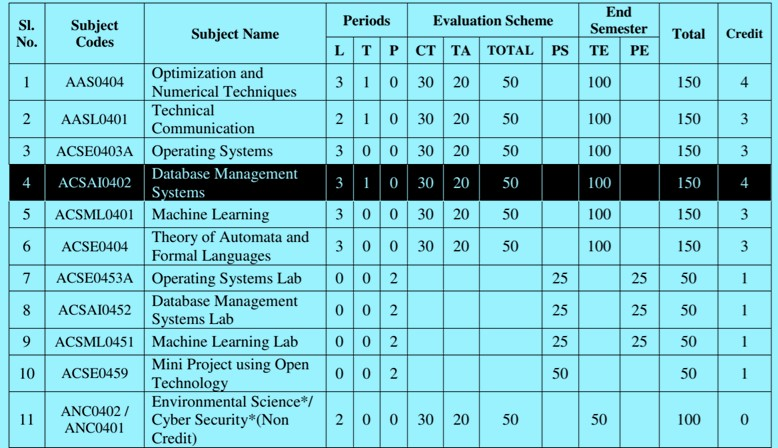 Sl. No. | Subject Codes | Subject Name | Periods | Evaluation Scheme | End Semester | Total | Credit
L | T | P | CT | TA | TOTAL | PS | TE | PE
1 | AAS0404 | Optimization and Numerical Techniques | 3 | 1 | 0 | 30 | 20 | 50 | | 100 | | 150 | 4
2 | AASL0401 | Technical Communication | 2 | 1 | 0 | 30 | 20 | 50 | | 100 | | 150 | 3
3 | ACSE0403A | Operating Systems | 3 | 0 | 0 | 30 | 20 | 50 | | 100 | | 150 | 3
4 | ACSAI0402 | Database Management Systems | 3 | 1 | 0 | 30 | 20 | 50 | | 100 | | 150 | 4
5 | ACSML0401 | Machine Learning | 3 | 0 | 0 | 30 | 20 | 50 | | 100 | | 150 | 3
6 | ACSE0404 | Theory of Automata and Formal Languages | 3 | 0 | 0 | 30 | 20 | 50 | | 100 | | 150 | 3
7 | ACSE0453A | Operating Systems Lab | 0 | 0 | 2 | | | | 25 | | 25 | 50 | 1
8 | ACSAI0452 | Database Management Systems Lab | 0 | 0 | 2 | | | | 25 | | 25 | 50 | 1
9 | ACSML0451 | Machine Learning Lab | 0 | 0 | 2 | | | | 25 | | 25 | 50 | 1
10 | ACSE0459 | Mini Project using Open Technology | 0 | 0 | 2 | | | | 50 | | | 50 | 1
11 | ANC0402 / ANC0401 | Environmental Science*/ Cyber Security*(Non Credit) | 2 | 0 | 0 | 30 | 20 | 50 | | 50 | | 100 | 0